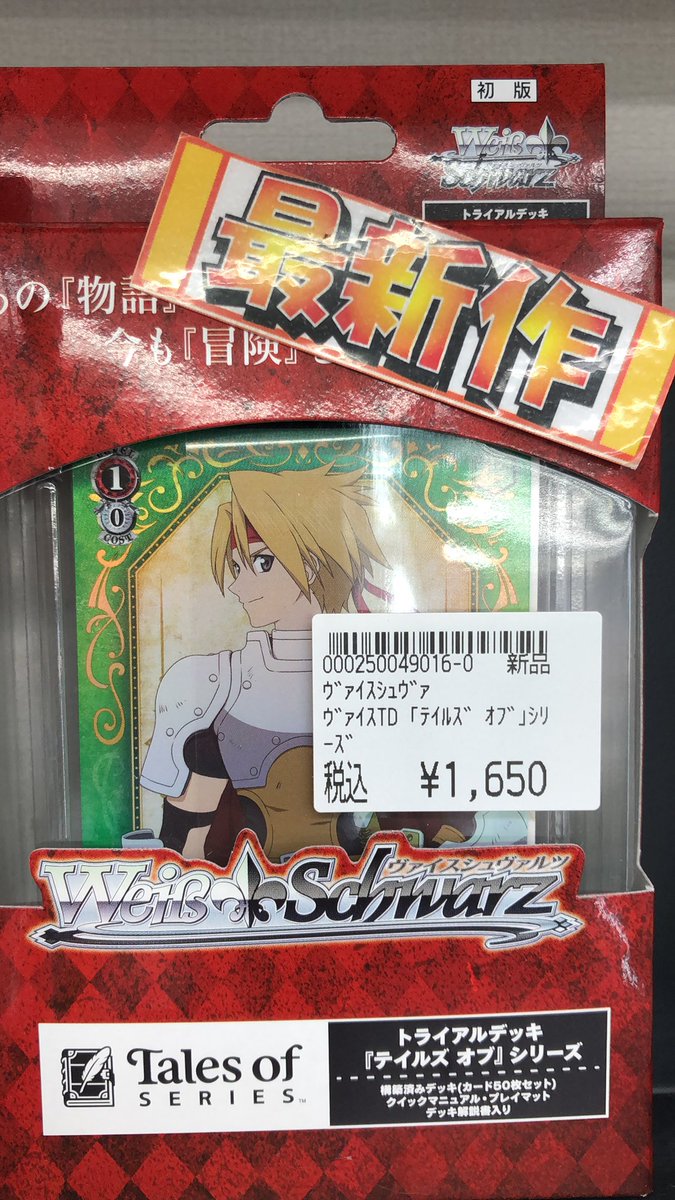 初版
Weiß Schwarz
トライアルデッキ
最新作
の『物語』
今も『冒険』
1
0
COST
000250049016-0 新品
ヴァイスシュヴァ
ヴァイスTD 「テイルズ オブ」シリ
ーズ
税込 ¥1,650
ヴァイスシュヴァルツ
Weiß Schwarz
Tales of
SERIES™
トライアルデッキ
『テイルズ オブ』シリーズ
構築済みデッキ(カード50枚セット)
クイックマニュアル・プレイマット
デッキ解説書入り